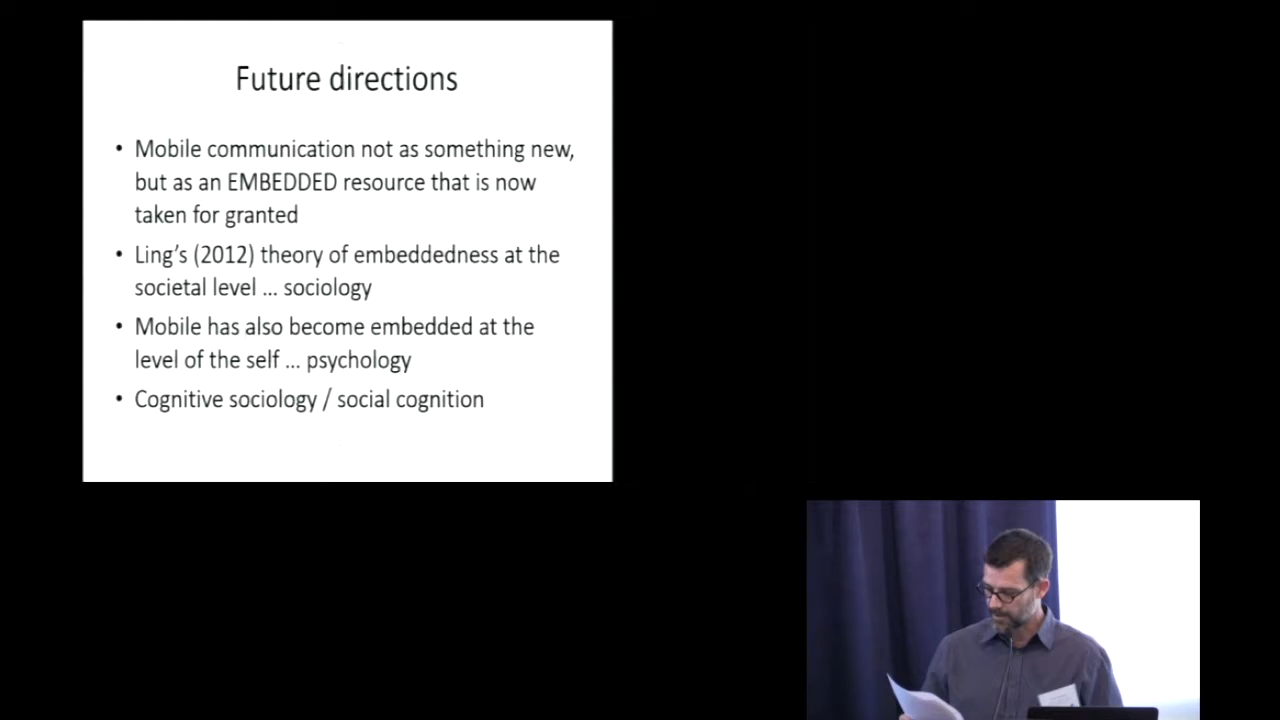 Future directions
• Mobile communication not as something new,
but as an EMBEDDED resource that is now
taken for granted
• Ling’s (2012) theory of embeddedness at the
societal level ... sociology
• Mobile has also become embedded at the
level of the self ... psychology
• Cognitive sociology / social cognition